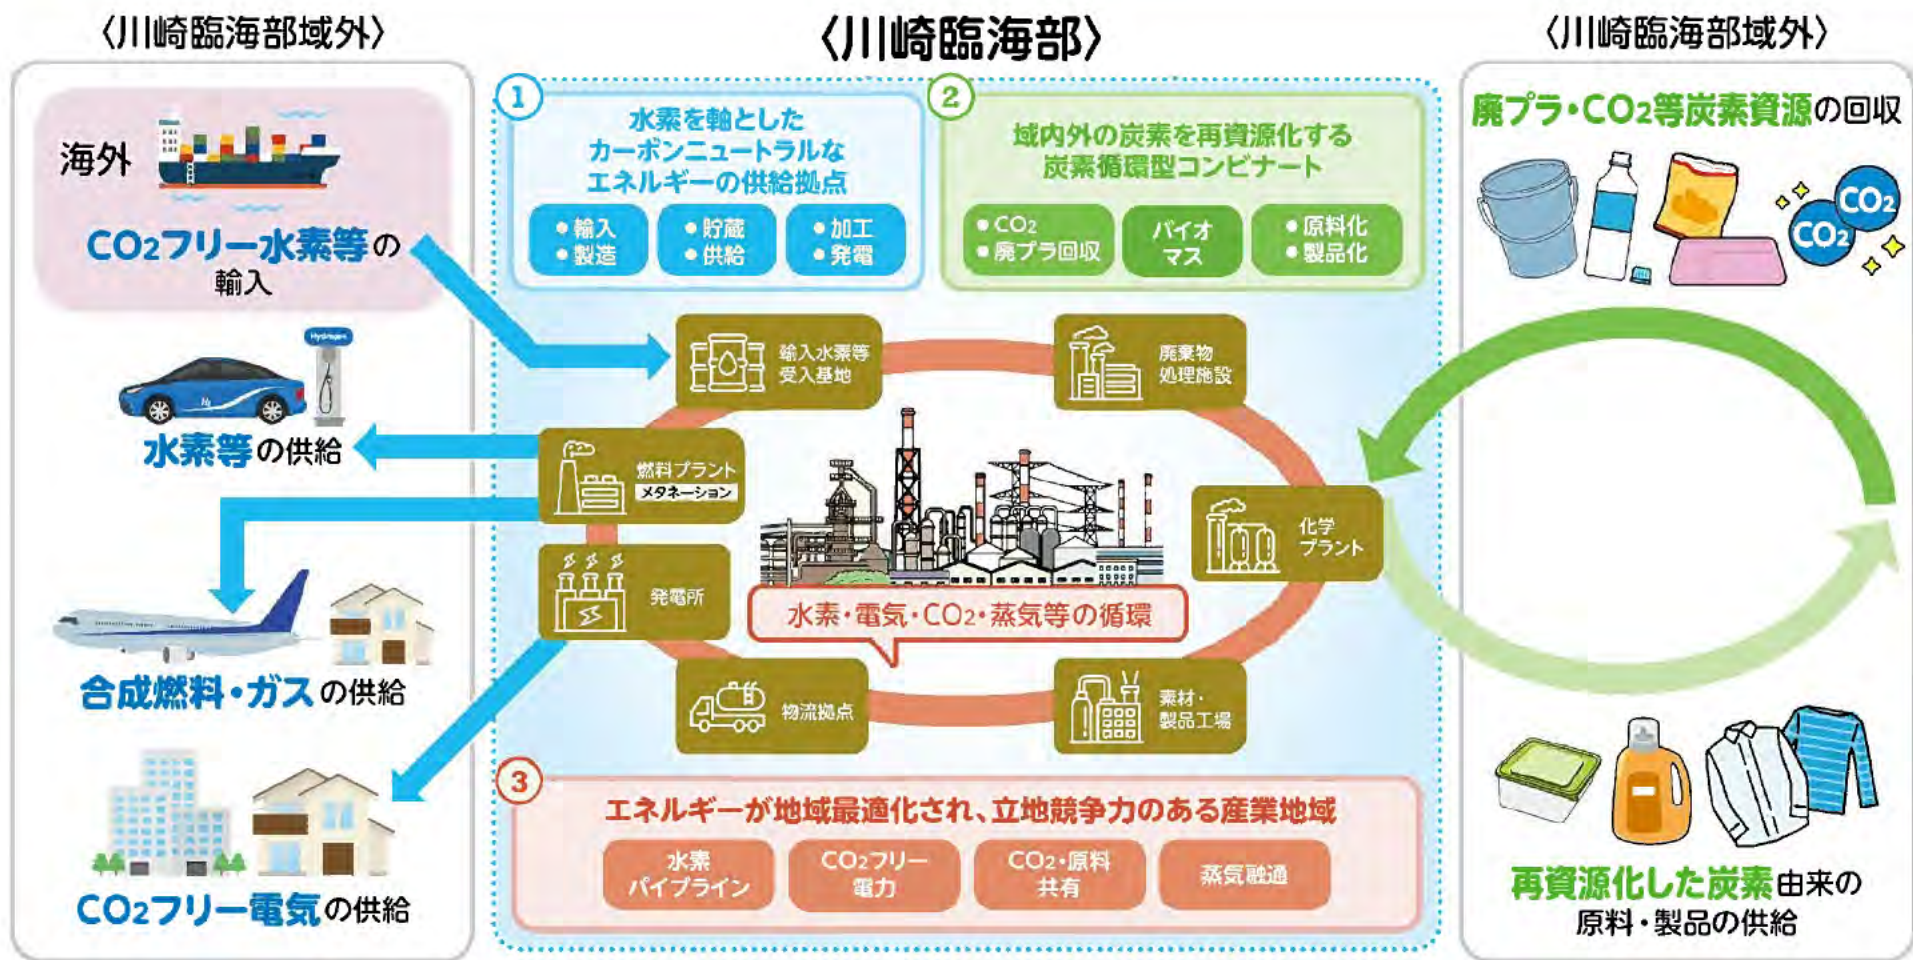 〈川崎臨海部域外〉
海外
CO2フリー水素等の
輸入
Hydrogen
H2
水素等の供給
合成燃料・ガスの供給
CO2フリー電気の供給
〈川崎臨海部〉
1
水素を軸とした
カーボンニュートラルな
エネルギーの供給拠点
●輸入
●製造
●貯蔵
●供給
●加工
●発電
2
域内外の炭素を再資源化する
炭素循環型コンビナート
●CO2
●廃プラ回収
バイオ
マス
●原料化
●製品化
輸入水素等
受入基地
廃棄物
処理施設
燃料プラント
メタネーション
化学
プラント
発電所
水素・電気・CO2・蒸気等の循環
物流拠点
素材・
製品工場
3
エネルギーが地域最適化され、立地競争力のある産業地域
水素
パイプライン
CO2フリー
電力
CO2・原料
共有
蒸気融通
〈川崎臨海部域外〉
廃プラ・CO2等炭素資源の回収
CO2
CO2
再資源化した炭素由来の
原料・製品の供給